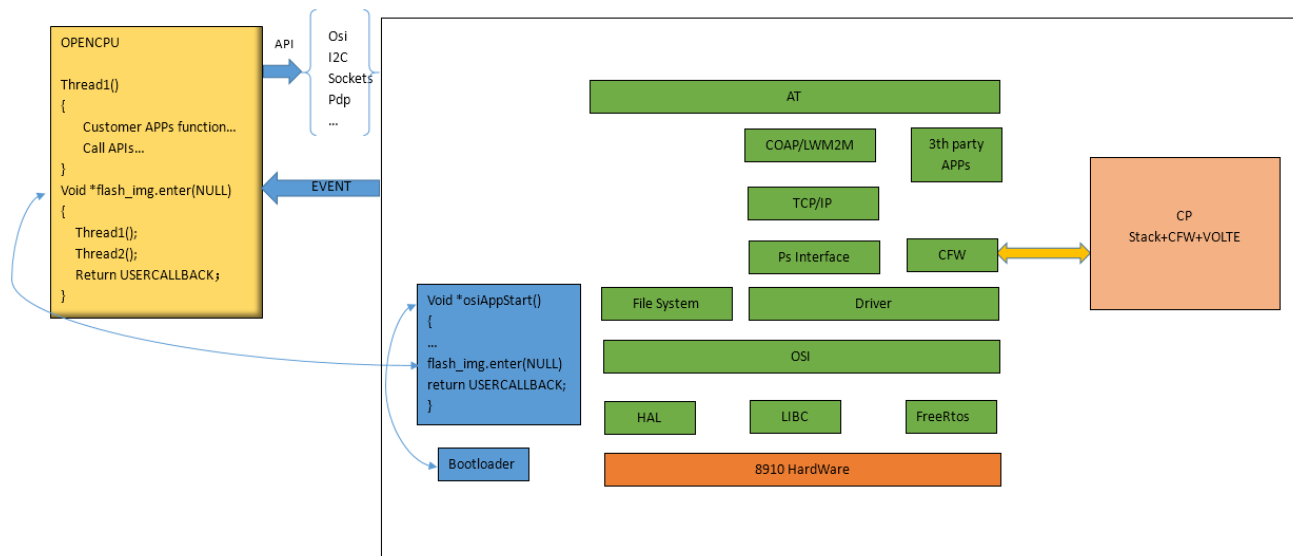 OPENCPU
Thread1()
{
Customer APPs function...
Call APIs...
}
Void *flash_img.enter(NULL)
{
Thread1();
Thread2();
Return USERCALLBACK；
}
API
Osi
I2C
Sockets
Pdp
...
EVENT
AT
COAP/LWM2M
3th party
APPs
TCP/IP
Ps Interface
CFW
CP
Stack+CFW+VOLTE
File System
Driver
Void *osiAppStart()
{
...
flash_img.enter(NULL)
return USERCALLBACK;
}
OSI
HAL
LIBC
FreeRtos
Bootloader
8910 HardWare